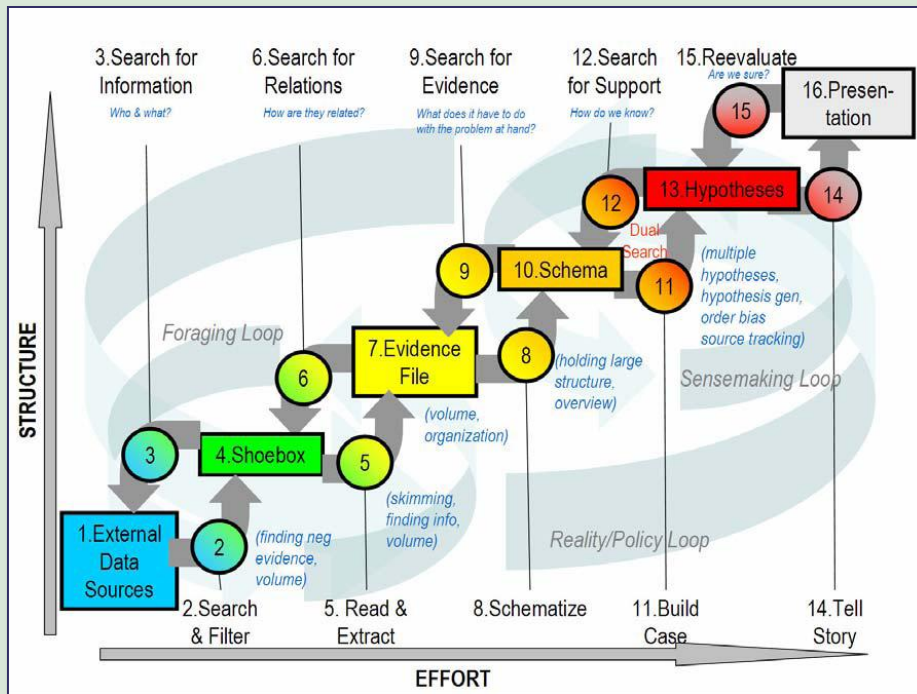 3.Search for
Information
Who & what?
6.Search for
Relations
How are they related?
9.Search for
Evidence
What does it have to do
with the problem at hand?
12.Search
for Support
How do we know?
15.Reevaluate
Are we sure?
16.Presen-
tation
15
13.Hypotheses
14
12
Dual
Search
11
(multiple
hypotheses,
hypothesis gen,
order bias
source tracking)
10.Schema
9
Foraging Loop
7.Evidence
File
8
(holding large
structure,
overview)
Sensemaking Loop
6
(volume,
organization)
4.Shoebox
5
3
(skimming,
finding info,
volume)
1.External
Data
Sources
2
(finding neg
evidence,
volume)
Reality/Policy Loop
2.Search
& Filter
5. Read &
Extract
8.Schematize
11.Build
Case
14.Tell
Story
STRUCTURE
EFFORT